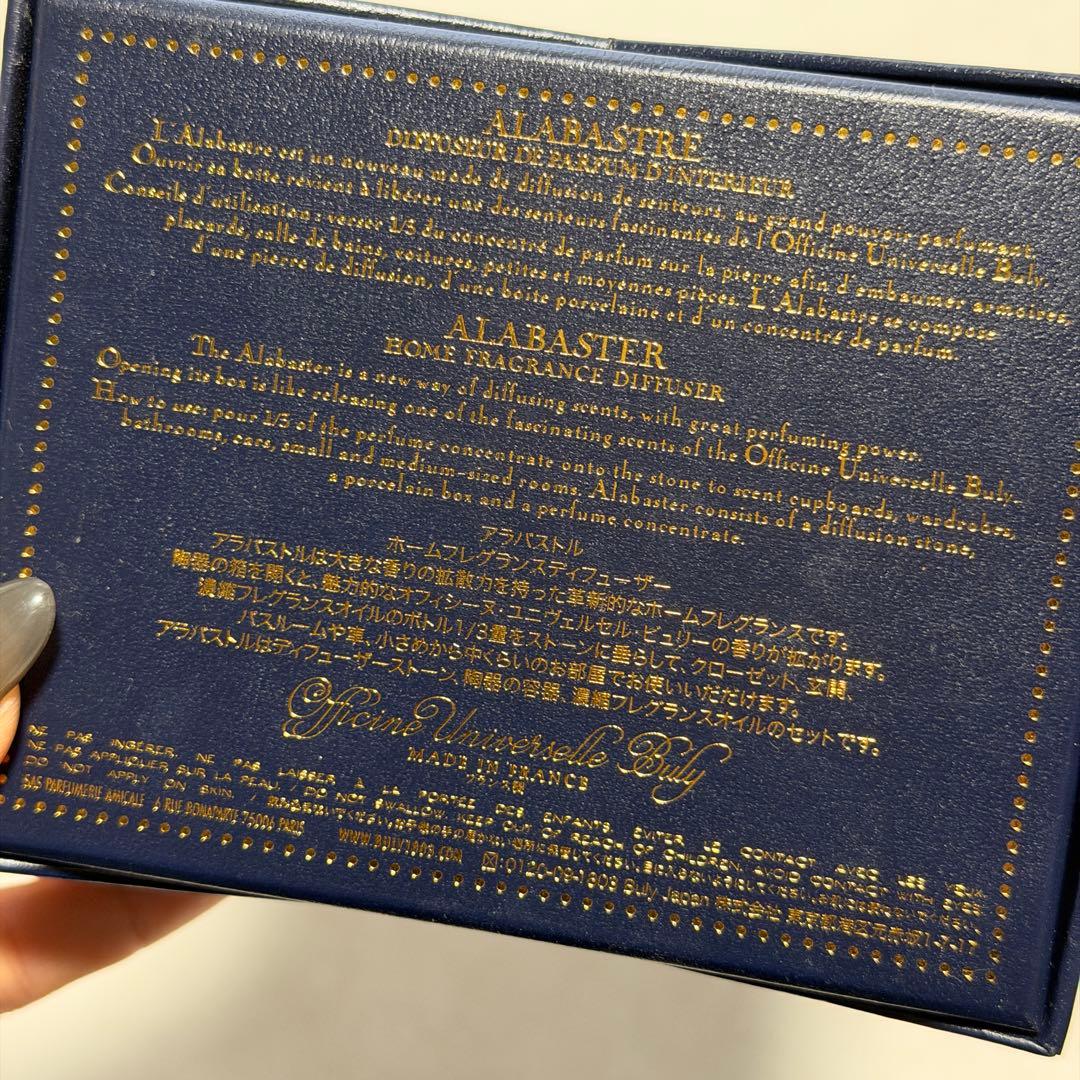 ALABASTRE
DIFFUSEUR DE PARFUM D'INTERIEUR
L'Alabastre est un nouveau mode de diffusion de senteurs, au grand pouvoir parfumant.
Ouvrir sa boîte revient à libérer une des senteurs fascinantes de l'Officine Universelle Buly.
Conseils d'utilisation : verser 1/3 du concentré de parfum sur la pierre afin d'embaumer armoires,
placards, salle de bains, voitures, petites et moyennes pièces. L'Alabastre se compose
d'une pierre de diffusion, d'une boîte porcelaine et d'un concentré de parfum.
ALABASTER
HOME FRAGRANCE DIFFUSER
The Alabaster is a new way of diffusing scents, with great perfuming power.
Opening its box is like releasing one of the fascinating scents of the Officine Universelle Buly.
How to use: pour 1/3 of the perfume concentrate onto the stone to scent cupboards, wardrobes,
bathrooms, cars, small and medium-sized rooms. Alabaster consists of a diffusion stone,
a porcelain box and a perfume concentrate.
アラバストル
ホームフレグランスディフューザー
アラバストルは大きな香りの拡散力を持った革新的なホームフレグランスです。
陶器の箱を開くと、魅力的なオフィシーヌ・ユニヴェルセル・ビュリーの香りが拡がります。
濃縮フレグランスオイルのボトル1/3量をストーンに垂らして、クローゼット、玄関、
バスルームや車、小さめから中くらいのお部屋でお使いいただけます。
アラバストルはディフューザーストーン、陶器の容器、濃縮フレグランスオイルのセットです。
Officine Universelle Buly
MADE IN FRANCE
フランス製
NE PAS INGERER. NE PAS LAISSER À LA PORTEE DES ENFANTS. EVITER LE CONTACT AVEC LES YEUX.
NE PAS APPLIQUER SUR LA PEAU. / DO NOT SWALLOW. KEEP OUT OF REACH OF CHILDREN. AVOID CONTACT WITH EYES
DO NOT APPLY ON SKIN. /
SAS PARFUMERIE AMICALE 6 RUE BONAPARTE 75006 PARIS WWW.BULY1803.COM :0120-09-1803 Buly Japan 株式会社 東京都港区元赤坂1-7-17